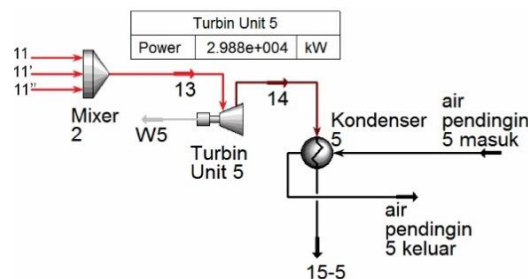 Turbin Unit 5
Power 2.988e+004 kW
11
11'
11"
Mixer
2
13
W5
Turbin
Unit 5
14
Kondenser
5
air
pendingin
5 masuk
air
pendingin
5 keluar
15-5